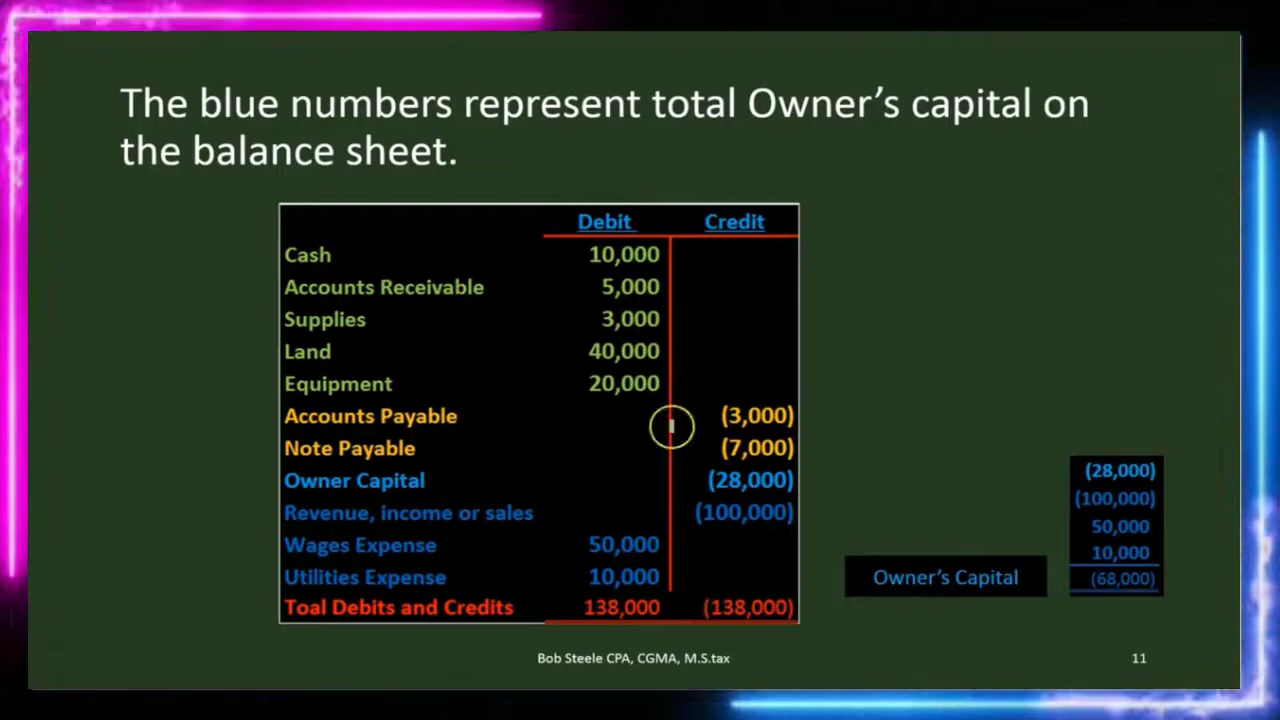 The blue numbers represent total Owner's capital on
the balance sheet.
Debit Credit
Cash 10,000
Accounts Receivable 5,000
Supplies 3,000
Land 40,000
Equipment 20,000
Accounts Payable (3,000)
Note Payable (7,000)
Owner Capital (28,000)
Revenue, income or sales (100,000)
Wages Expense 50,000
Utilities Expense 10,000
Toal Debits and Credits 138,000 (138,000)
(28,000)
(100,000)
50,000
10,000
Owner's Capital (68,000)
Bob Steele CPA, CGMA, M.S.tax 11